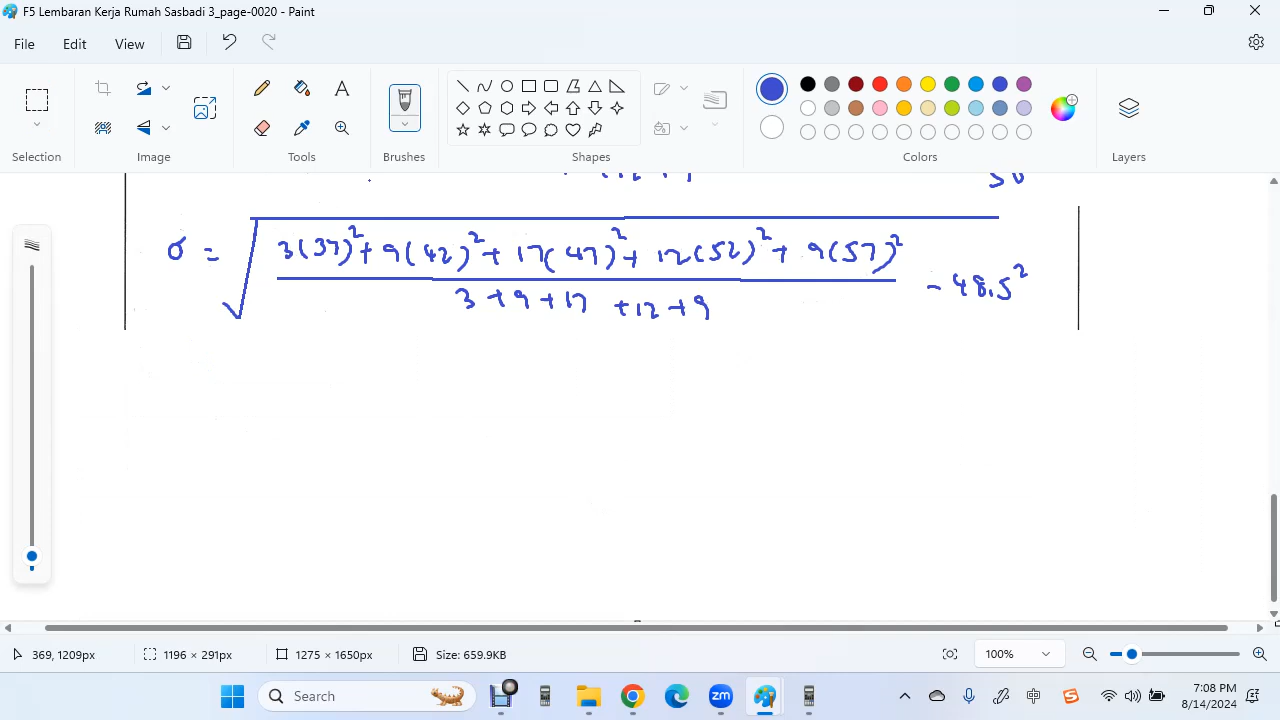 F5 Lembaran Kerja Rumah Sasbadi 3_page-0020 - Paint
File Edit View
Selection Image Tools Brushes Shapes Colors Layers
σ = √
3(37)² + 9(42)² + 17(47)² + 12(52)² + 9(57)²
3 + 9 + 17 + 12 + 9
- 48.5²
369, 1209px 1196 × 291px 1275 × 1650px Size: 659.9KB 100%
Search zm 中 S 7:08 PM
8/14/2024